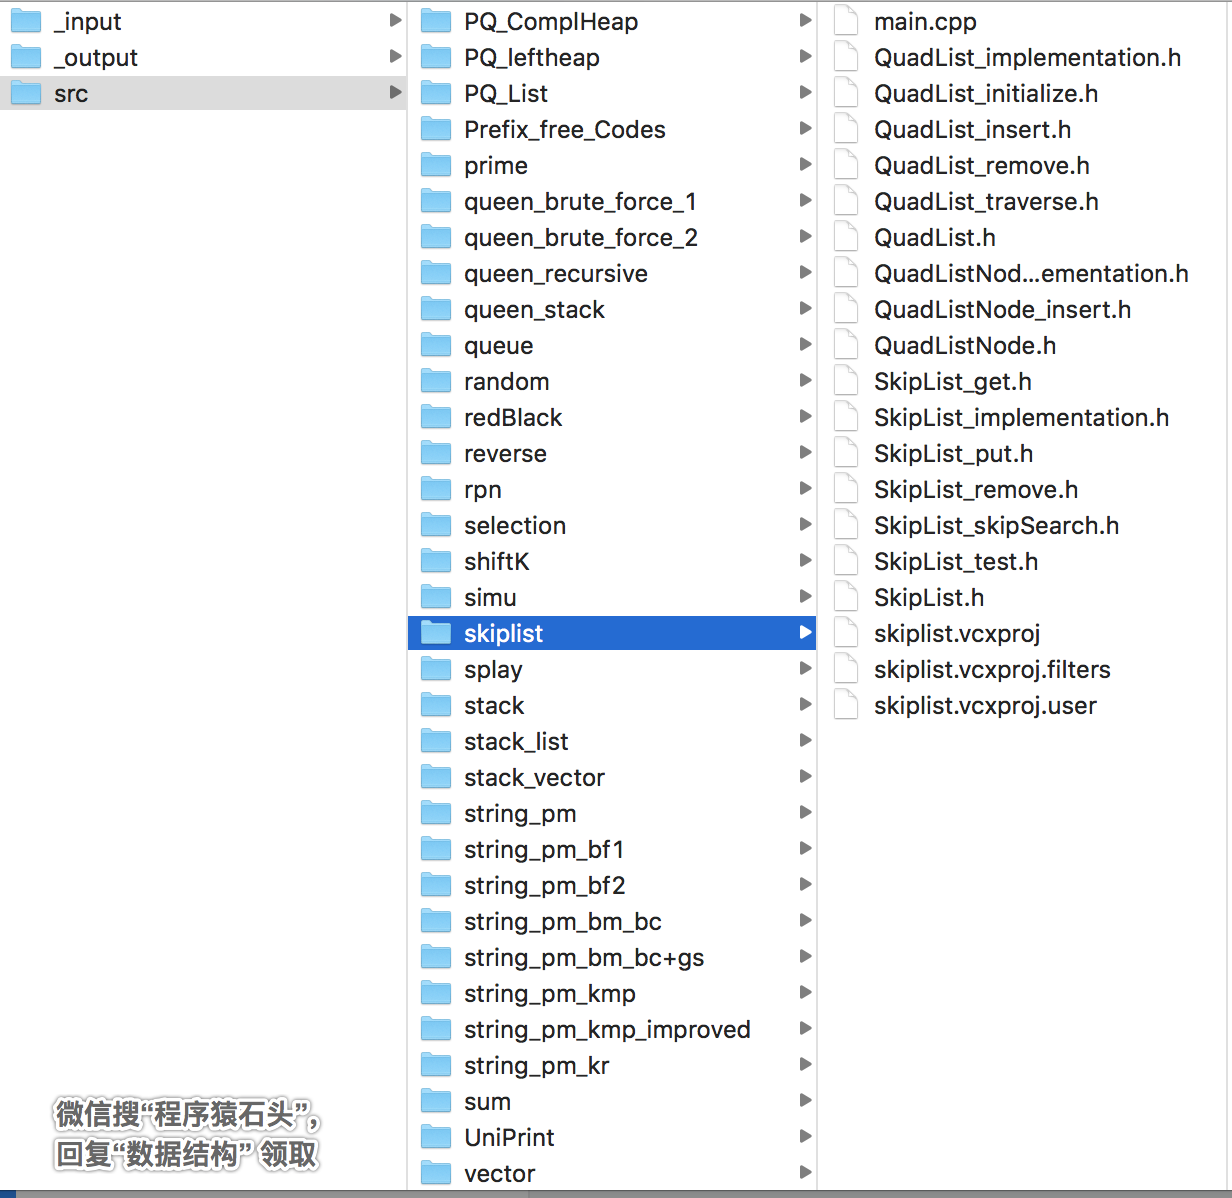 _input
_output
src
微信搜“程序猿石头”，
回复“数据结构” 领取
PQ_ComplHeap
PQ_leftheap
PQ_List
Prefix_free_Codes
prime
queen_brute_force_1
queen_brute_force_2
queen_recursive
queen_stack
queue
random
redBlack
reverse
rpn
selection
shiftK
simu
skiplist
splay
stack
stack_list
stack_vector
string_pm
string_pm_bf1
string_pm_bf2
string_pm_bm_bc
string_pm_bm_bc+gs
string_pm_kmp
string_pm_kmp_improved
string_pm_kr
sum
UniPrint
vector
main.cpp
QuadList_implementation.h
QuadList_initialize.h
QuadList_insert.h
QuadList_remove.h
QuadList_traverse.h
QuadList.h
QuadListNod...ementation.h
QuadListNode_insert.h
QuadListNode.h
SkipList_get.h
SkipList_implementation.h
SkipList_put.h
SkipList_remove.h
SkipList_skipSearch.h
SkipList_test.h
SkipList.h
skiplist.vcxproj
skiplist.vcxproj.filters
skiplist.vcxproj.user